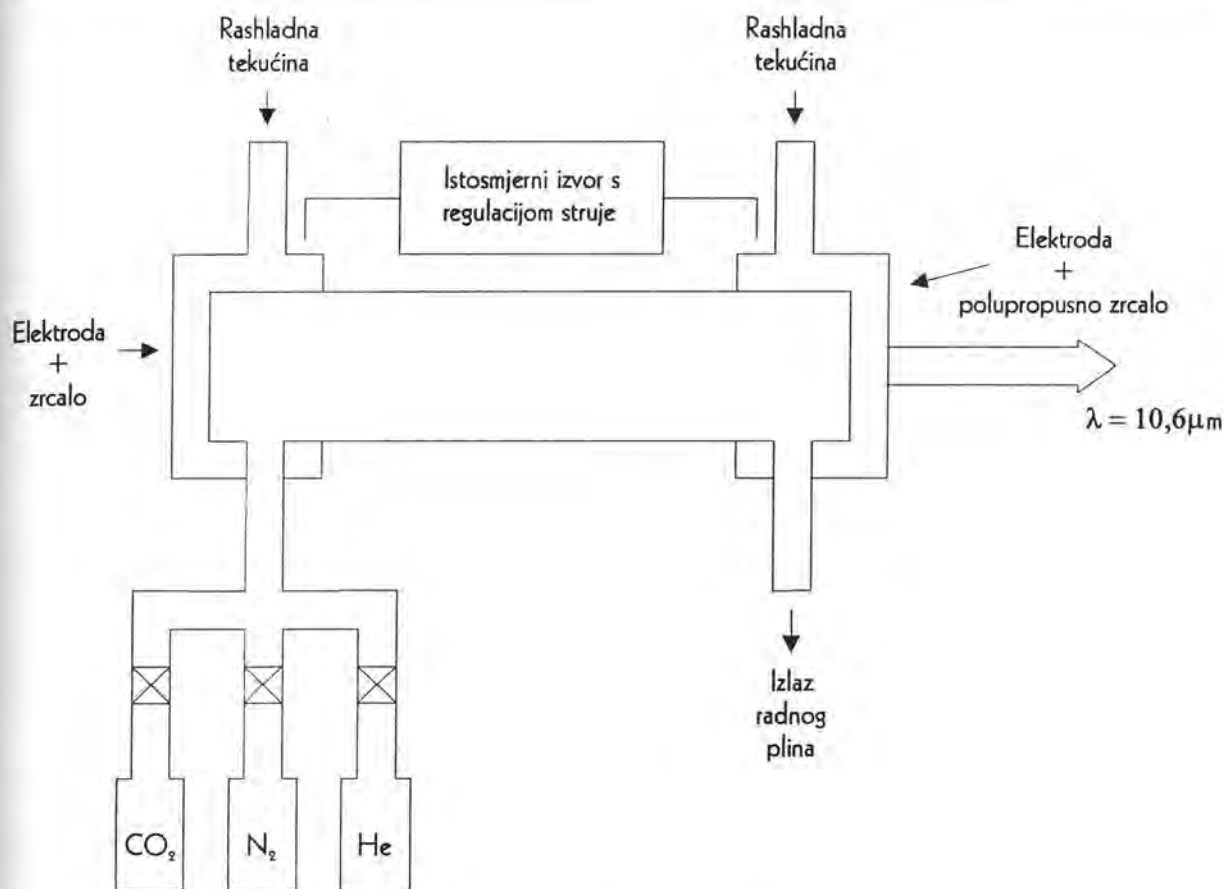 Rashladna
tekućina
Rashladna
tekućina
Istosmjerni izvor s
regulacijom struje
Elektroda
+
zrcalo
Elektroda
+
polupropusno zrcalo
λ = 10,6μm
Izlaz
radnog
plina
CO₂
N₂
He